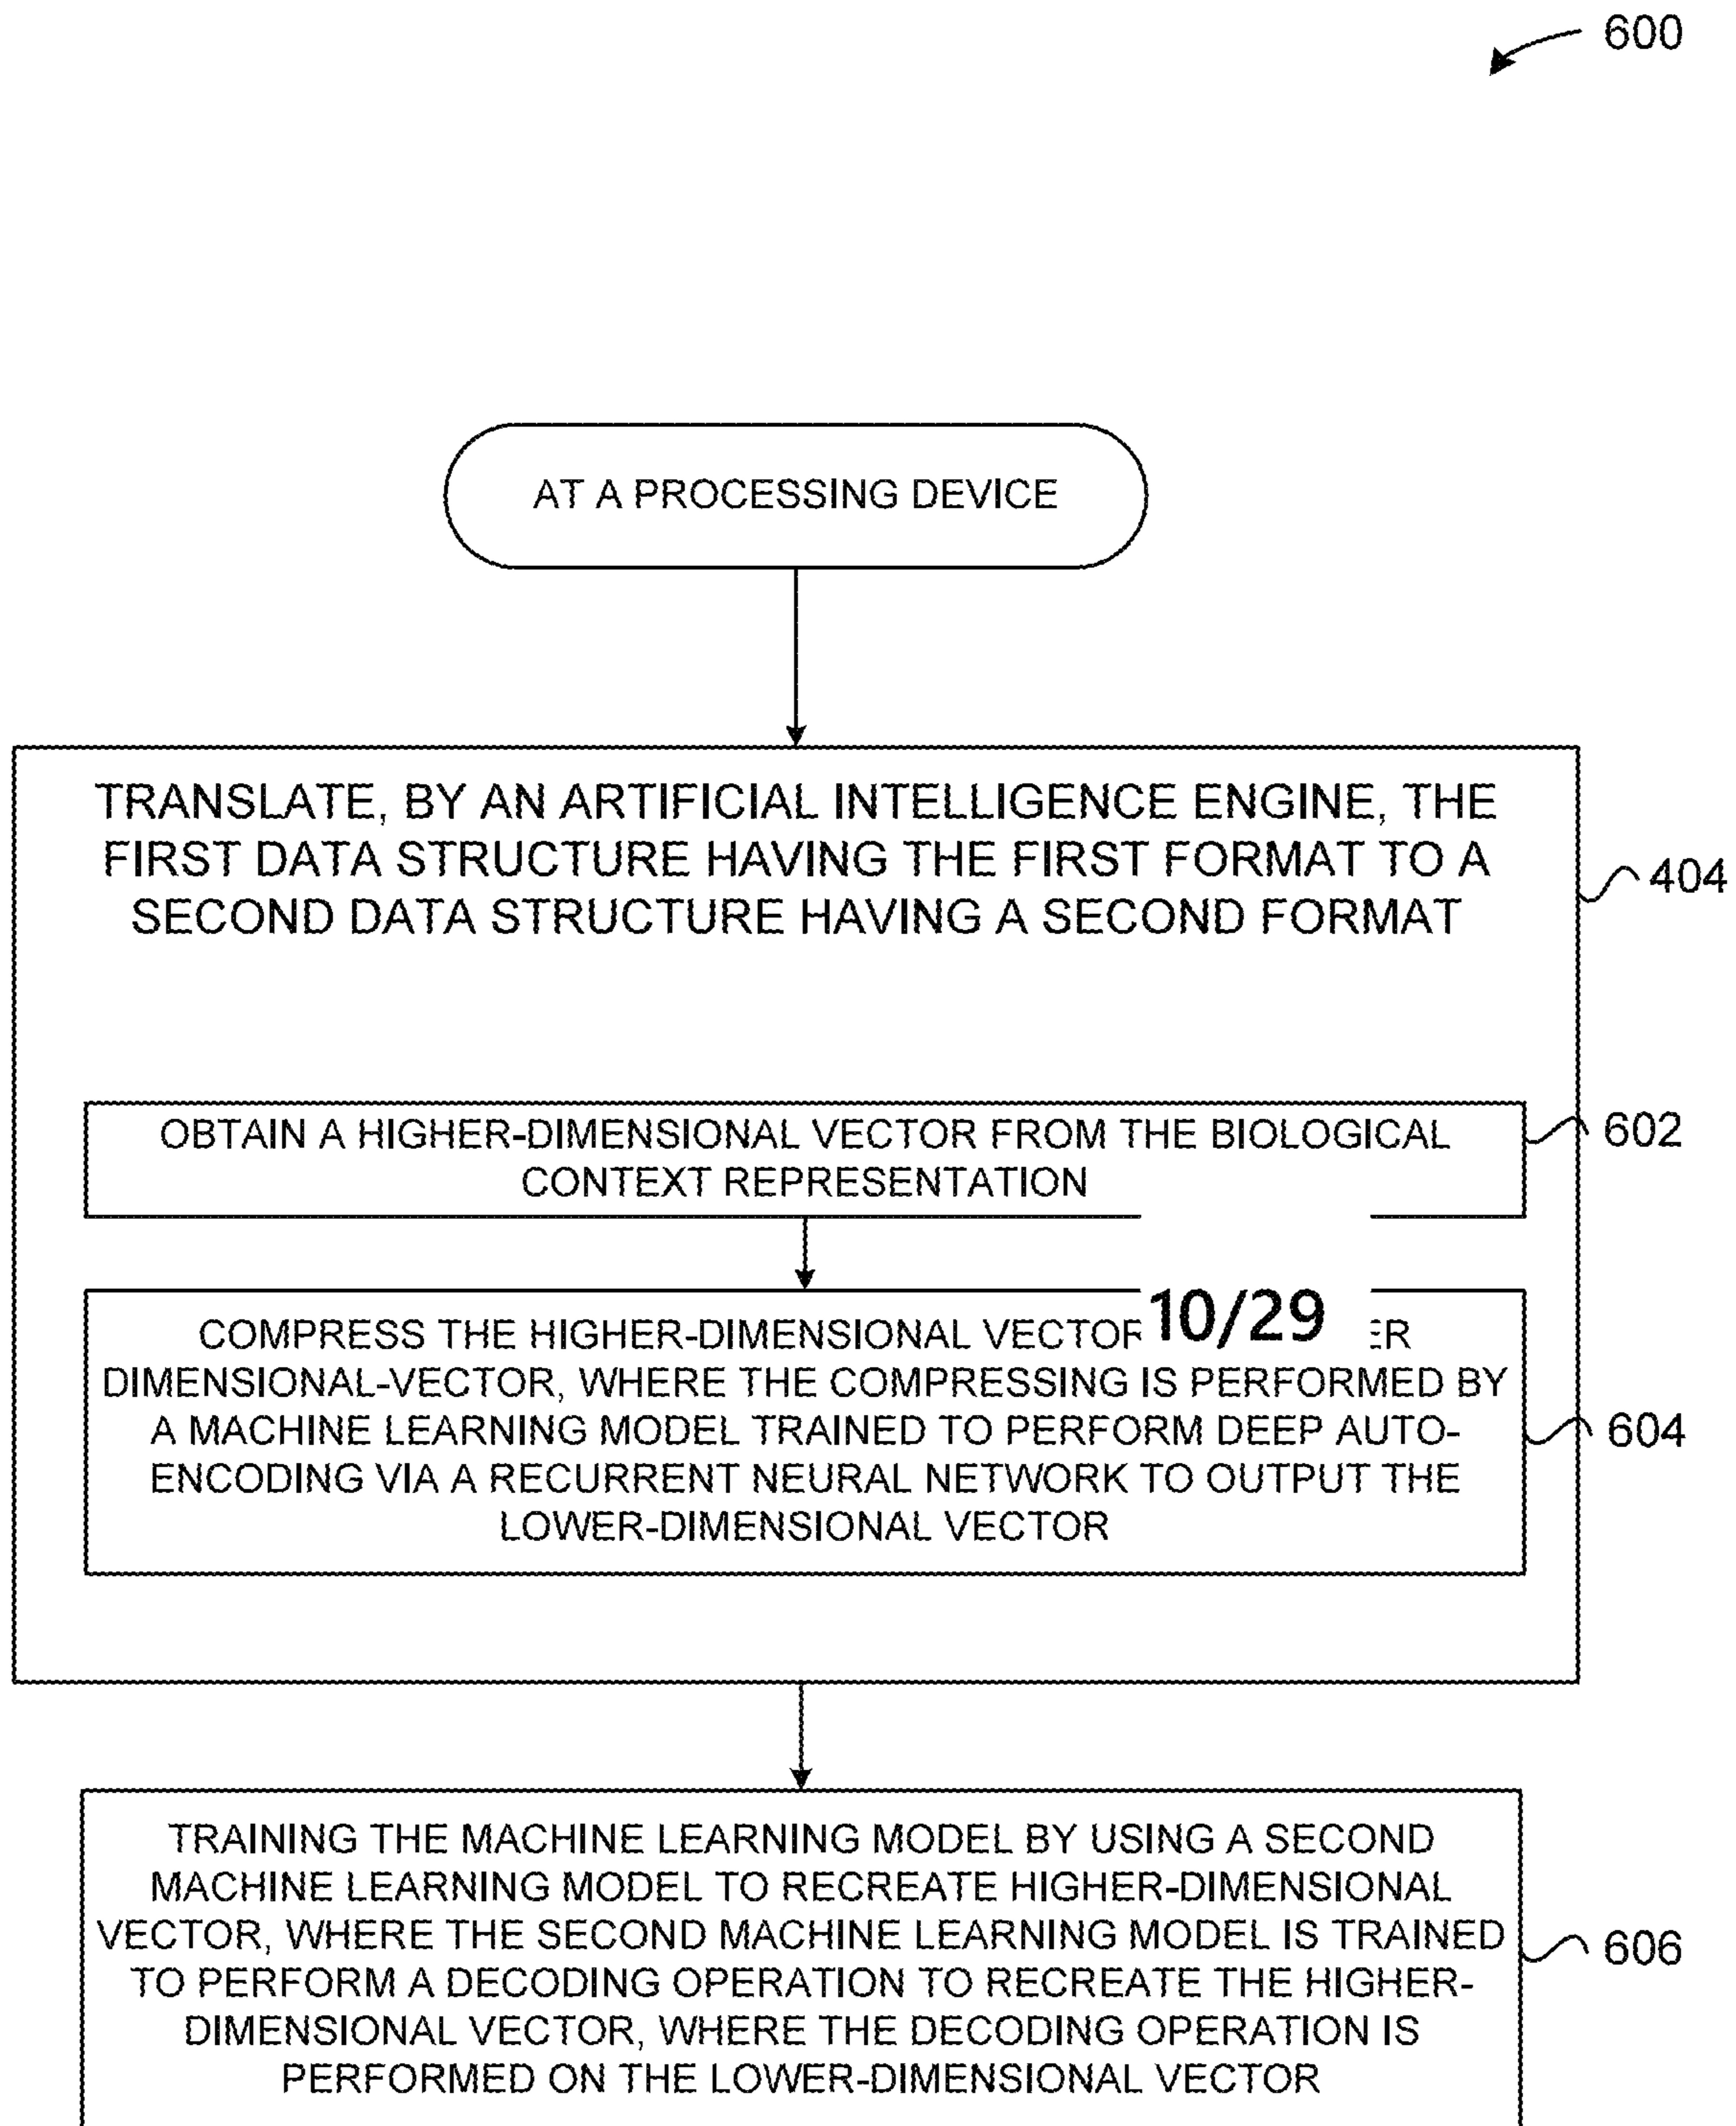 600
AT A PROCESSING DEVICE
TRANSLATE, BY AN ARTIFICIAL INTELLIGENCE ENGINE, THE
FIRST DATA STRUCTURE HAVING THE FIRST FORMAT TO A
SECOND DATA STRUCTURE HAVING A SECOND FORMAT
404
OBTAIN A HIGHER-DIMENSIONAL VECTOR FROM THE BIOLOGICAL
CONTEXT REPRESENTATION
602
10/29
COMPRESS THE HIGHER-DIMENSIONAL VECTOR
DIMENSIONAL-VECTOR, WHERE THE COMPRESSING IS PERFORMED BY
A MACHINE LEARNING MODEL TRAINED TO PERFORM DEEP AUTO-
ENCODING VIA A RECURRENT NEURAL NETWORK TO OUTPUT THE
LOWER-DIMENSIONAL VECTOR
604
TRAINING THE MACHINE LEARNING MODEL BY USING A SECOND
MACHINE LEARNING MODEL TO RECREATE HIGHER-DIMENSIONAL
VECTOR, WHERE THE SECOND MACHINE LEARNING MODEL IS TRAINED
TO PERFORM A DECODING OPERATION TO RECREATE THE HIGHER-
DIMENSIONAL VECTOR, WHERE THE DECODING OPERATION IS
PERFORMED ON THE LOWER-DIMENSIONAL VECTOR
606